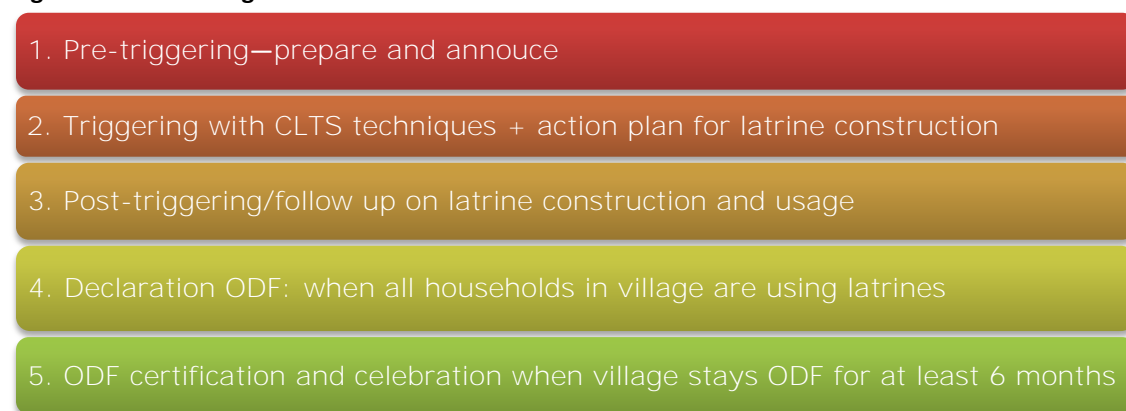 1. Pre-triggering—prepare and annouce
2. Triggering with CLTS techniques + action plan for latrine construction
3. Post-triggering/follow up on latrine construction and usage
4. Declaration ODF: when all households in village are using latrines
5. ODF certification and celebration when village stays ODF for at least 6 months